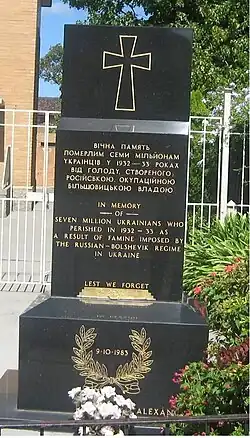 ВІЧНА ПАМЯТЬ
ПОМЕРЛИМ СЕМИ МІЛЬЙОНАМ
УКРАЇНЦІВ У 1932—33 РОКАХ
ВІД ГОЛОДУ, СТВОРЕНОГО
РОСІЙСЬКОЮ, ОКУПАЦІЙНОЮ
БІЛЬШОВИЦЬКОЮ ВЛАДОЮ
IN MEMORY
— OF —
SEVEN MILLION UKRAINIANS WHO
PERISHED IN 1932—33 AS
A RESULT OF FAMINE IMPOSED BY
THE RUSSIAN-BOLSHEVIK REGIME
IN UKRAINE
LEST WE FORGET
9-10-1983